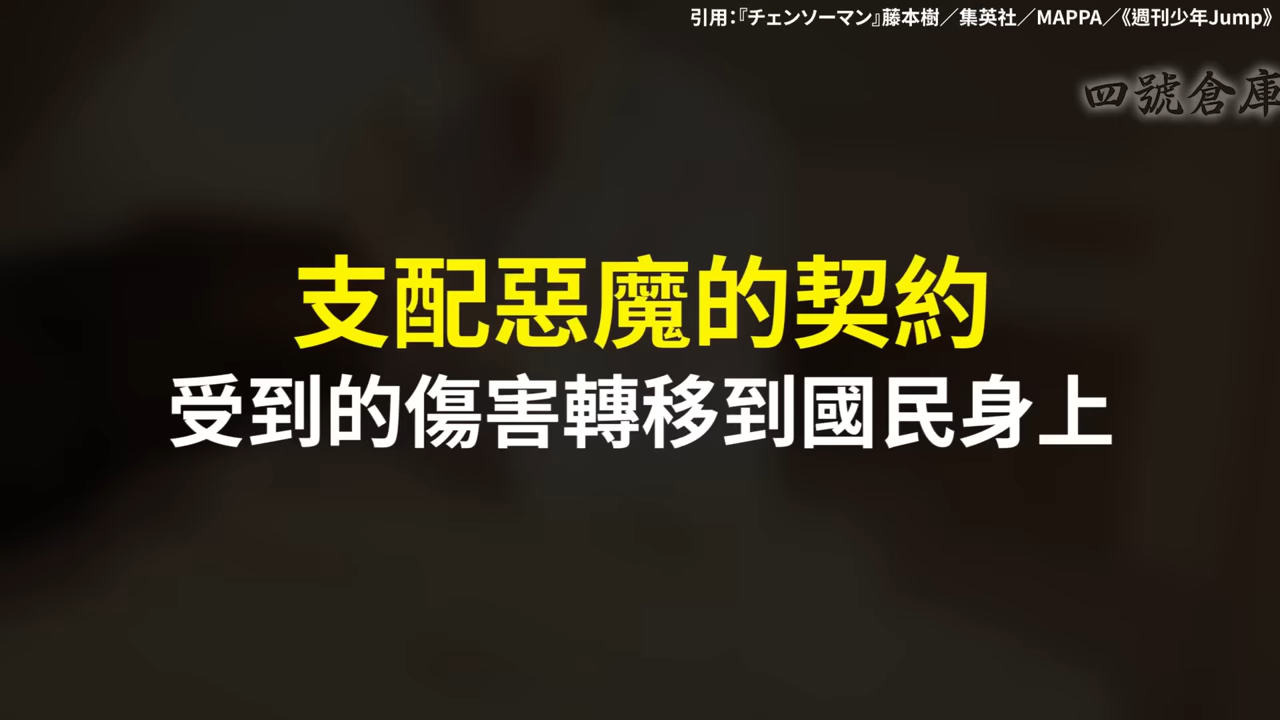 引用：『チェンソーマン』藤本樹／集英社／MAPPA／《週刊少年Jump》
四號倉庫
支配惡魔的契約
受到的傷害轉移到國民身上